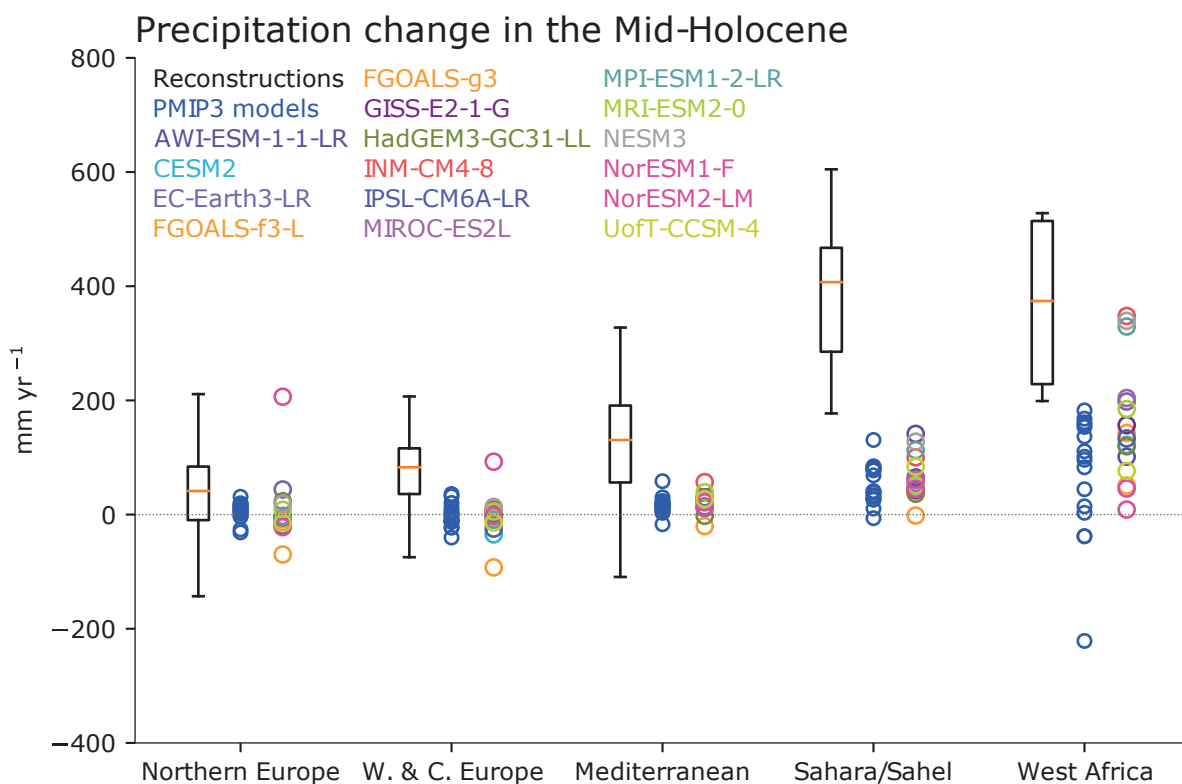 Precipitation change in the Mid-Holocene
800
600
400
200
0
−200
−400
mm yr⁻¹
Reconstructions
PMIP3 models
AWI-ESM-1-1-LR
CESM2
EC-Earth3-LR
FGOALS-f3-L
FGOALS-g3
GISS-E2-1-G
HadGEM3-GC31-LL
INM-CM4-8
IPSL-CM6A-LR
MIROC-ES2L
MPI-ESM1-2-LR
MRI-ESM2-0
NESM3
NorESM1-F
NorESM2-LM
UofT-CCSM-4
Northern Europe
W. & C. Europe
Mediterranean
Sahara/Sahel
West Africa